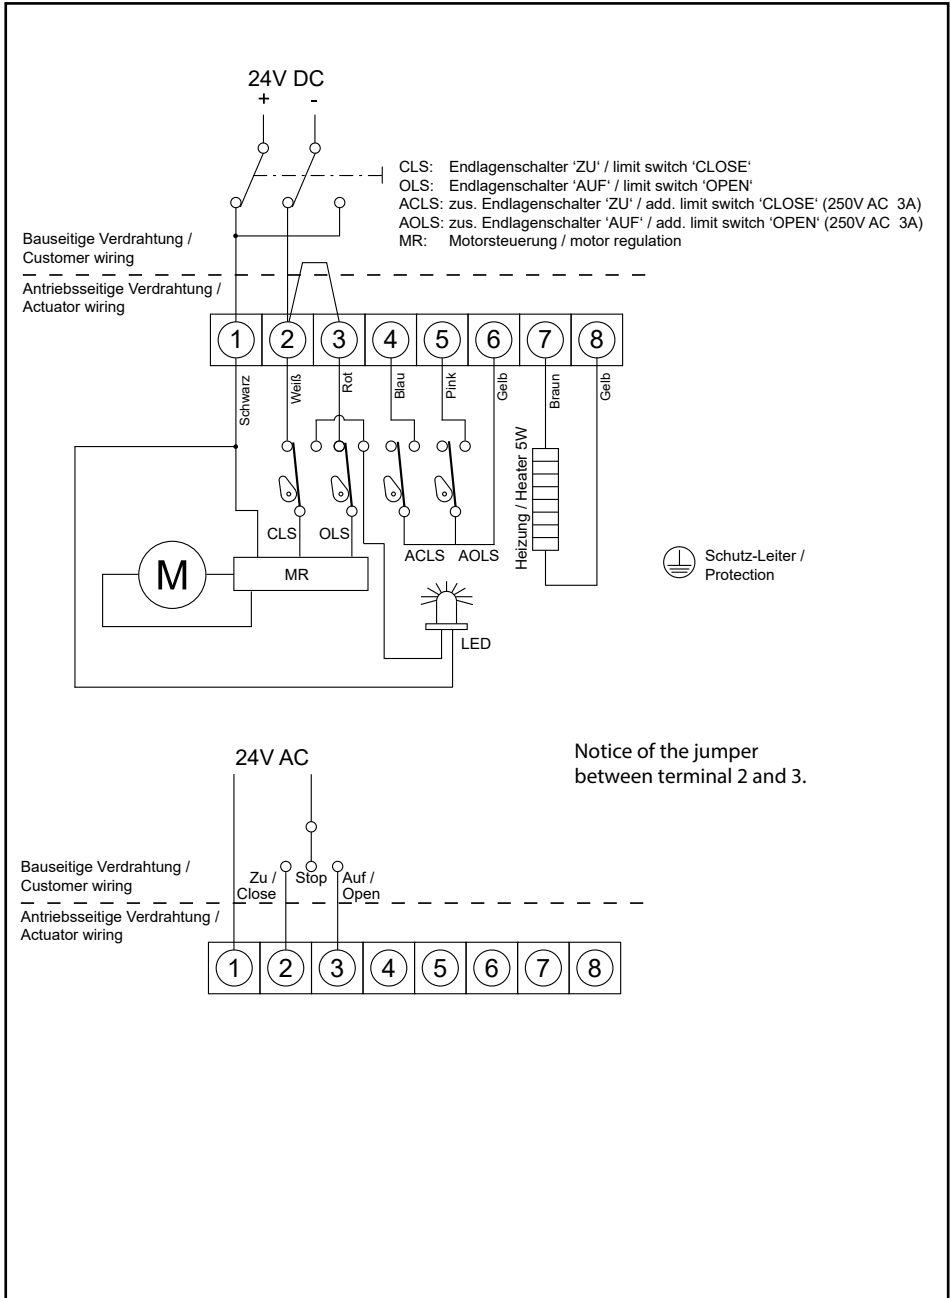 24V DC
+ -
CLS: Endlagenschalter ‘ZU‘ / limit switch ‘CLOSE‘
OLS: Endlagenschalter ‘AUF‘ / limit switch ‘OPEN‘
ACLS: zus. Endlagenschalter ‘ZU‘ / add. limit switch ‘CLOSE‘ (250V AC 3A)
AOLS: zus. Endlagenschalter ‘AUF‘ / add. limit switch ‘OPEN‘ (250V AC 3A)
MR: Motorsteuerung / motor regulation
Bauseitige Verdrahtung /
Customer wiring
Antriebsseitige Verdrahtung /
Actuator wiring
1 2 3 4 5 6 7 8
Schwarz
Weiß
Rot
Blau
Pink
Gelb
Braun
Gelb
Heizung / Heater 5W
CLS OLS
ACLS AOLS
M
MR
LED
Schutz-Leiter /
Protection
24V AC
Notice of the jumper
between terminal 2 and 3.
Bauseitige Verdrahtung /
Customer wiring
Zu /
Close
Stop
Auf /
Open
Antriebsseitige Verdrahtung /
Actuator wiring
1 2 3 4 5 6 7 8